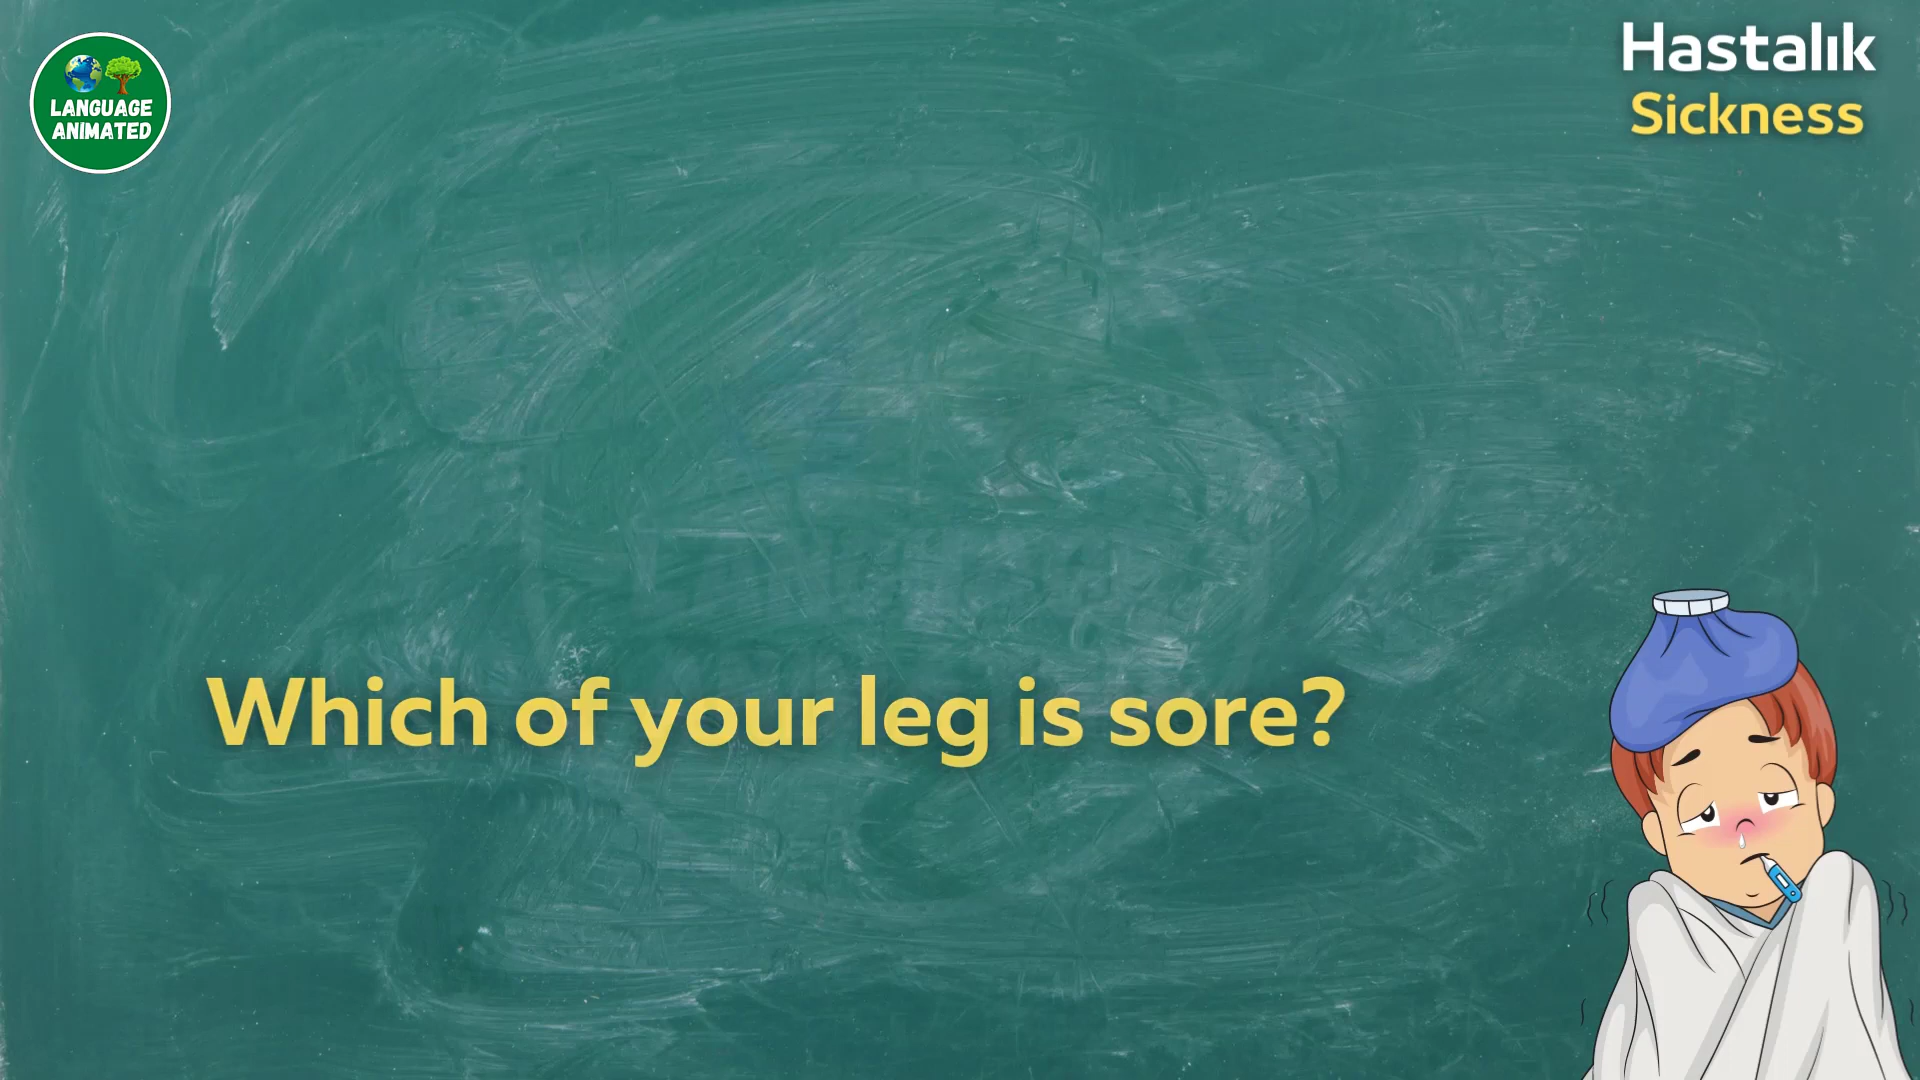 LANGUAGE
ANIMATED
Hastalık
Sickness
Which of your leg is sore?